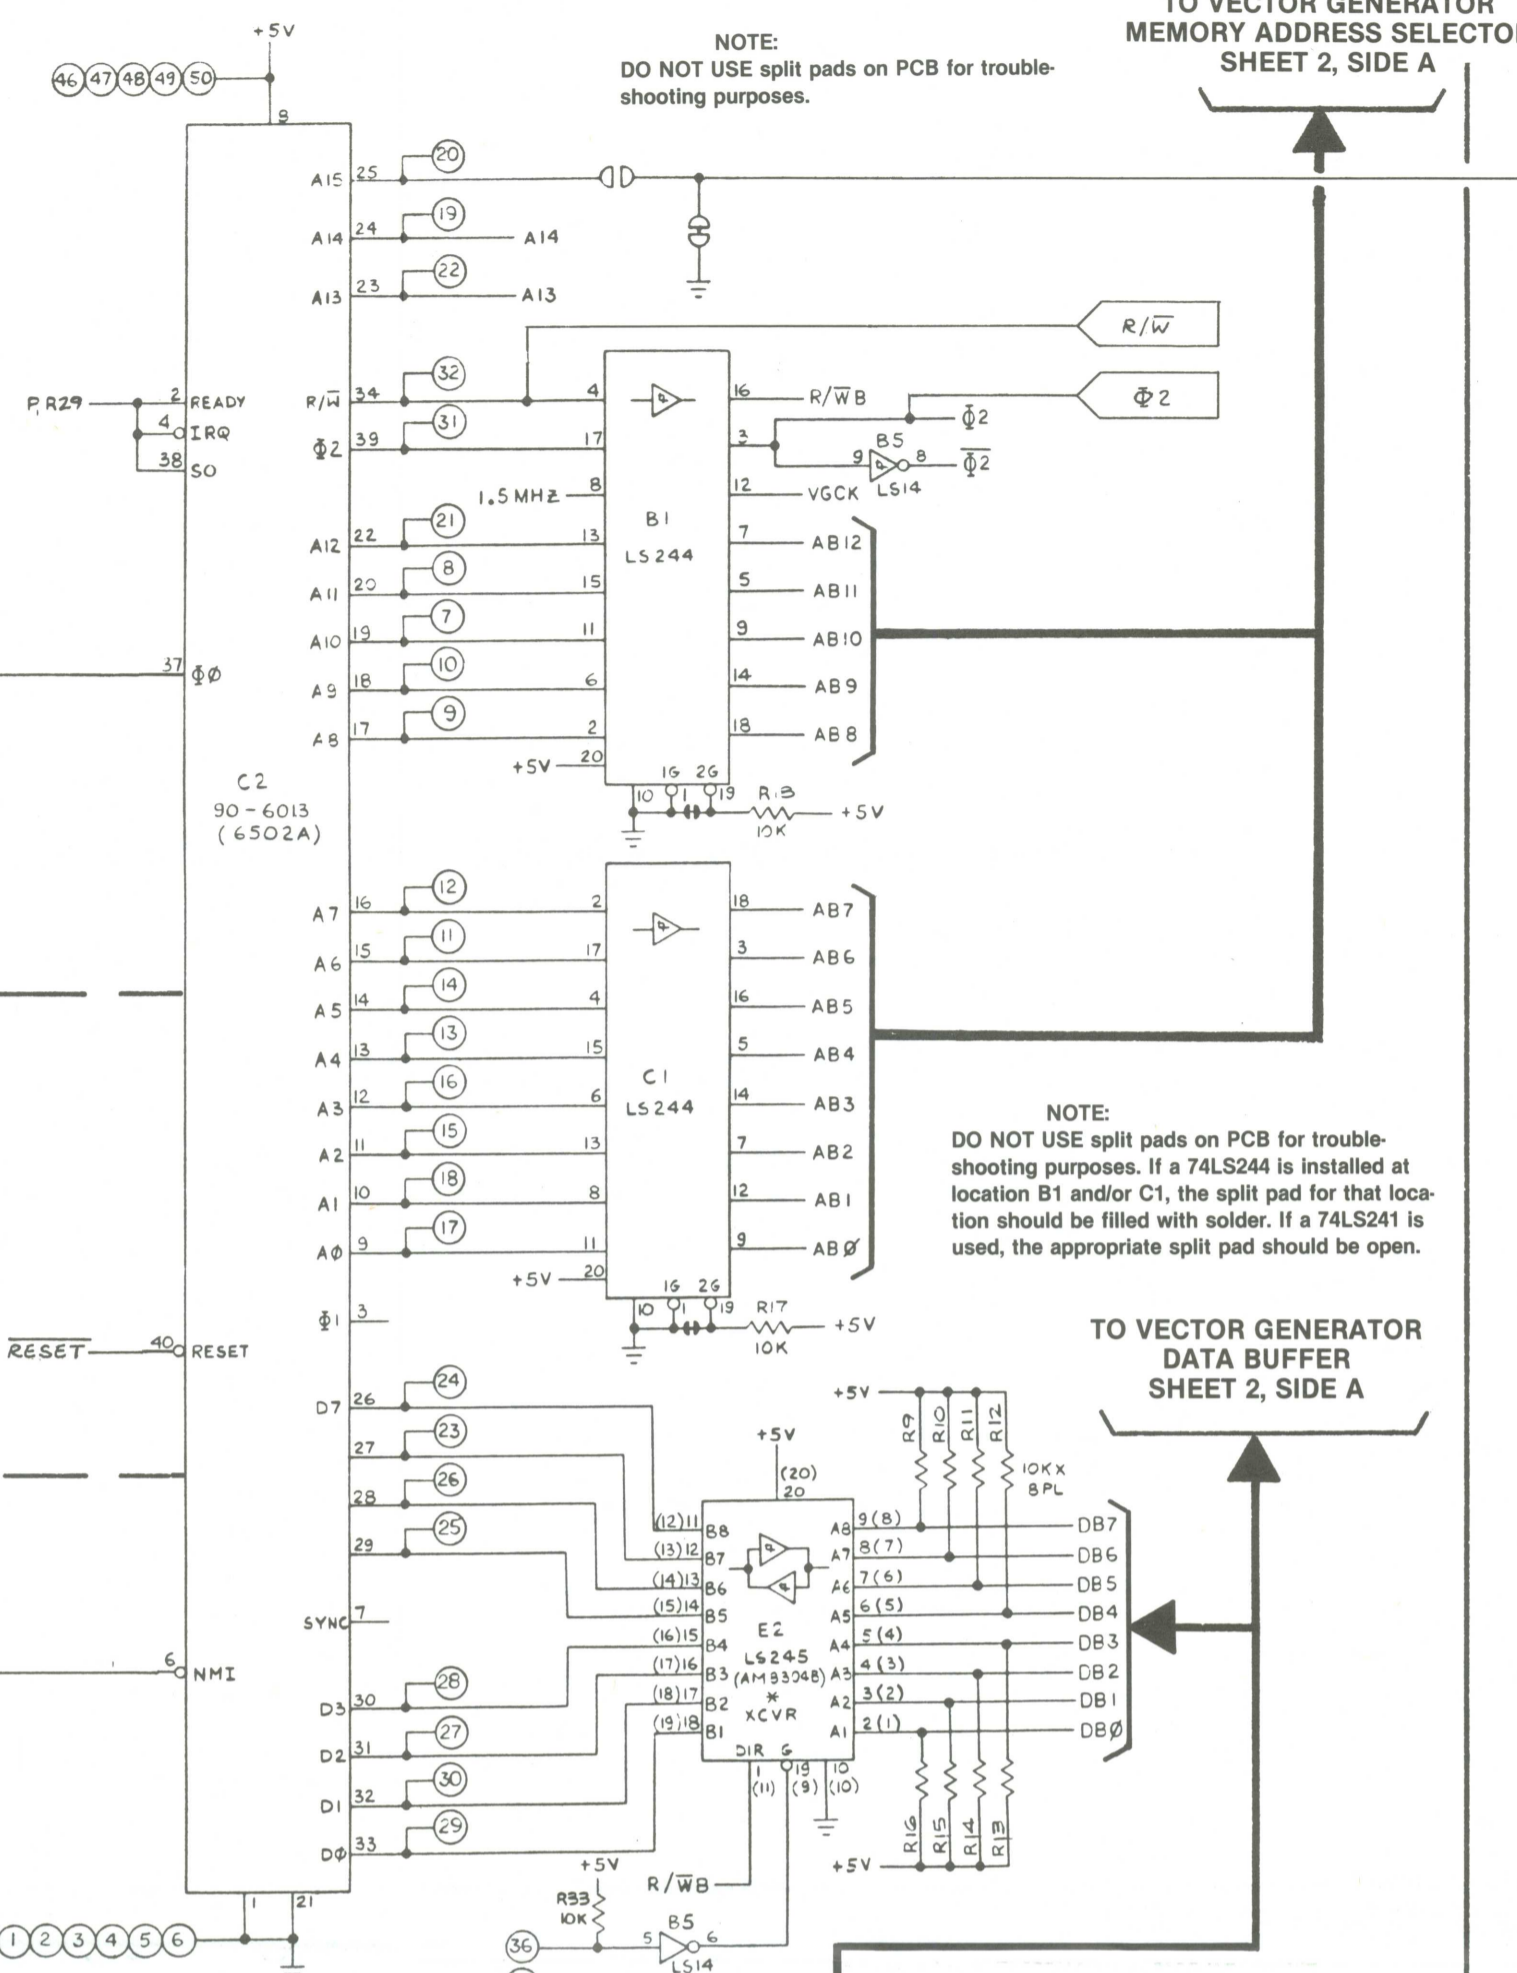 TO VECTOR GENERATOR
MEMORY ADDRESS SELECTO
SHEET 2, SIDE A
NOTE:
DO NOT USE split pads on PCB for trouble-
shooting purposes.
+5V
46 47 48 49 50
8
A15 25 20
A14 24 19 A14
A13 23 22 A13
R/W̅
Φ2
P,R29 2 READY
4 IRQ
38 SO
R/W̅ 34 32 4 16 R/W̅B
Φ2 39 31 17 3 Φ2
B5
9 8 Φ̅2̅
LS14
1.5MHZ 8 12 VGCK
B1
LS244
A12 22 21 13 7 AB12
A11 20 8 15 5 AB11
A10 19 7 11 9 AB10
A9 18 10 6 14 AB9
A8 17 9 2 18 AB8
37 Φ0
+5V 20
1G 2G
10 1 19
10K +5V
C2
90-6013
(6502A)
A7 16 12 2 18 AB7
A6 15 11 17 3 AB6
A5 14 14 4 16 AB5
A4 13 13 15 5 AB4
C1
LS244
A3 12 16 6 14 AB3
A2 11 15 13 7 AB2
A1 10 18 8 12 AB1
AΦ 9 17 11 9 ABØ
+5V 20
1G 2G
10 1 19 R17
10K +5V
NOTE:
DO NOT USE split pads on PCB for trouble-
shooting purposes. If a 74LS244 is installed at
location B1 and/or C1, the split pad for that loca-
tion should be filled with solder. If a 74LS241 is
used, the appropriate split pad should be open.
Φ1 3
R̅E̅S̅E̅T̅ 40 RESET
TO VECTOR GENERATOR
DATA BUFFER
SHEET 2, SIDE A
D7 26 24
27 23
28 26
29 25
SYNC 7
6 NMI
D3 30 28
D2 31 27
D1 32 30
DΦ 33 29
+5V
R9 R10 R11 R12
10KX
8PL
+5V
(20)
20
(12)11 B8 A8 9(8) DB7
(13)12 B7 A7 8(7) DB6
(14)13 B6 A6 7(6) DB5
(15)14 B5 A5 6(5) DB4
E2
LS245
(AM8304B)
*
XCVR
(16)15 B4 A4 5(4) DB3
(17)16 B3 A3 4(3) DB2
(18)17 B2 A2 3(2) DB1
(19)18 B1 A1 2(1) DBØ
DIR G
1 19 10
(11) (9) (10)
R16 R15 R14 R13
+5V
R/W̅B
+5V
R33
10K
B5
36 5 6
LS14
1 21
1 2 3 4 5 6